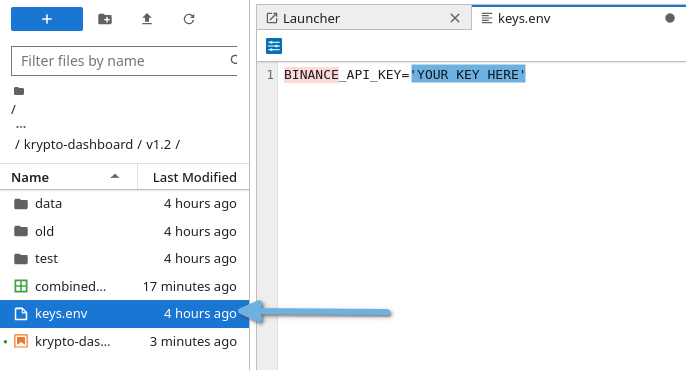 +
Filter files by name
/
...
/ krypto-dashboard / v1.2 /
Name Last Modified
data 4 hours ago
old 4 hours ago
test 4 hours ago
combined... 17 minutes ago
keys.env 4 hours ago
krypto-das... 3 minutes ago
Launcher
keys.env
1 BINANCE_API_KEY='YOUR KEY HERE'